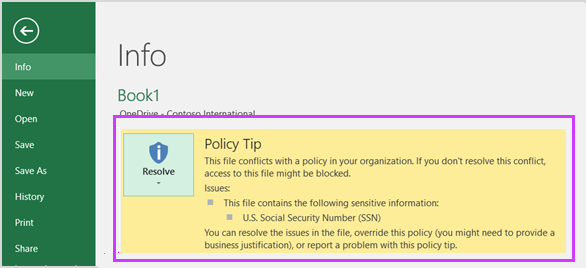 Info
Info
New
Open
Save
Save As
History
Print
Share
Book1
OneDrive - Contoso International
Resolve
Policy Tip
This file conflicts with a policy in your organization. If you don't resolve this conflict,
access to this file might be blocked.
Issues:
This file contains the following sensitive information:
U.S. Social Security Number (SSN)
You can resolve the issues in the file, override this policy (you might need to provide a
business justification), or report a problem with this policy tip.